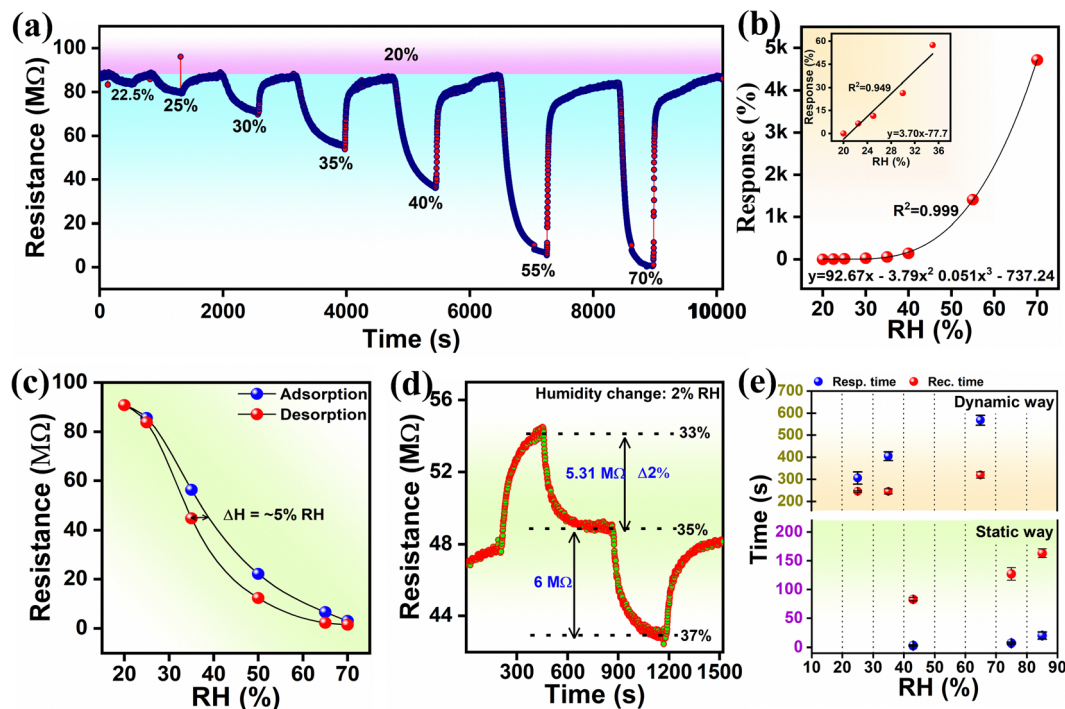 (a)
Resistance (MΩ)
100
80
60
40
20
0
20%
22.5%
25%
30%
35%
40%
55%
70%
0
2000
4000
6000
8000
10000
Time (s)
(b)
Response (%)
5k
4k
3k
2k
1k
0
Response (%)
60
45
30
15
0
R²=0.949
y=3.70x-77.7
20 24 28 32 36
RH (%)
R²=0.999
y=92.67x - 3.79x² 0.051x³ - 737.24
20 30 40 50 60 70
RH (%)
(c)
Resistance (MΩ)
100
80
60
40
20
0
Adsorption
Desorption
ΔH = ~5% RH
20 30 40 50 60 70
RH (%)
(d)
Resistance (MΩ)
56
52
48
44
Humidity change: 2% RH
33%
5.31 MΩ Δ2%
35%
6 MΩ
37%
300 600 900 1200 1500
Time (s)
(e)
Resp. time Rec. time
Time (s)
700
600
500
400
300
200
Dynamic way
200
150
100
50
0
Static way
10 20 30 40 50 60 70 80 90
RH (%)